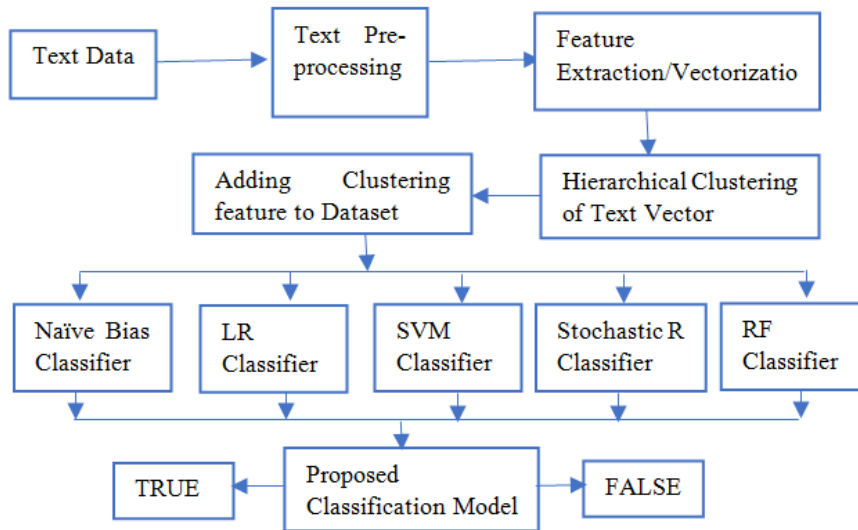 Text Data
Text Pre-
processing
Feature
Extraction/Vectorizatio
Adding Clustering
feature to Dataset
Hierarchical Clustering
of Text Vector
Naïve Bias
Classifier
LR
Classifier
SVM
Classifier
Stochastic R
Classifier
RF
Classifier
TRUE
Proposed
Classification Model
FALSE